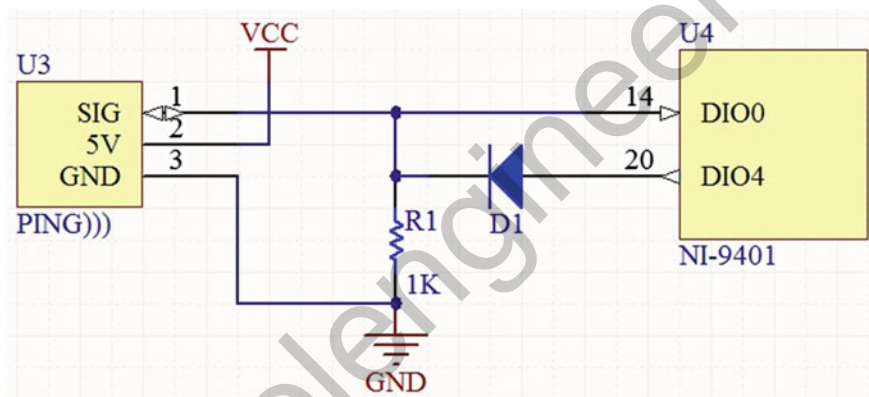 VCC
U3
U4
SIG
1
14
DIO0
5V
2
GND
3
20
DIO4
PING)))
R1
D1
NI-9401
1K
GND
elengineer